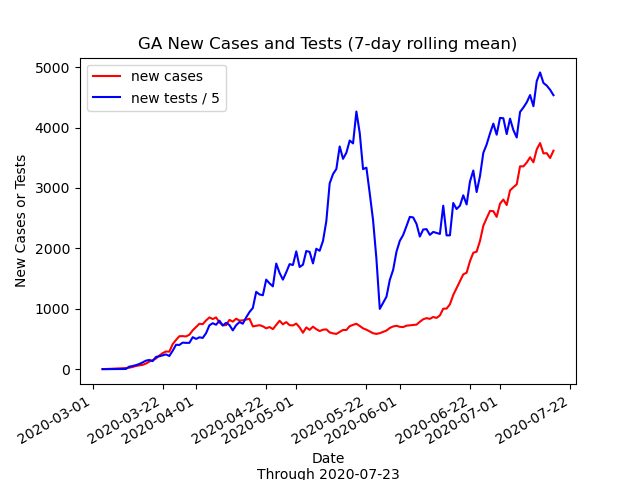 GA New Cases and Tests (7-day rolling mean)
new cases
new tests / 5
5000
4000
3000
2000
1000
0
New Cases or Tests
2020-03-01
2020-03-22
2020-04-01
2020-04-22
2020-05-01
2020-05-22
2020-06-01
2020-06-22
2020-07-01
2020-07-22
Date
Through 2020-07-23